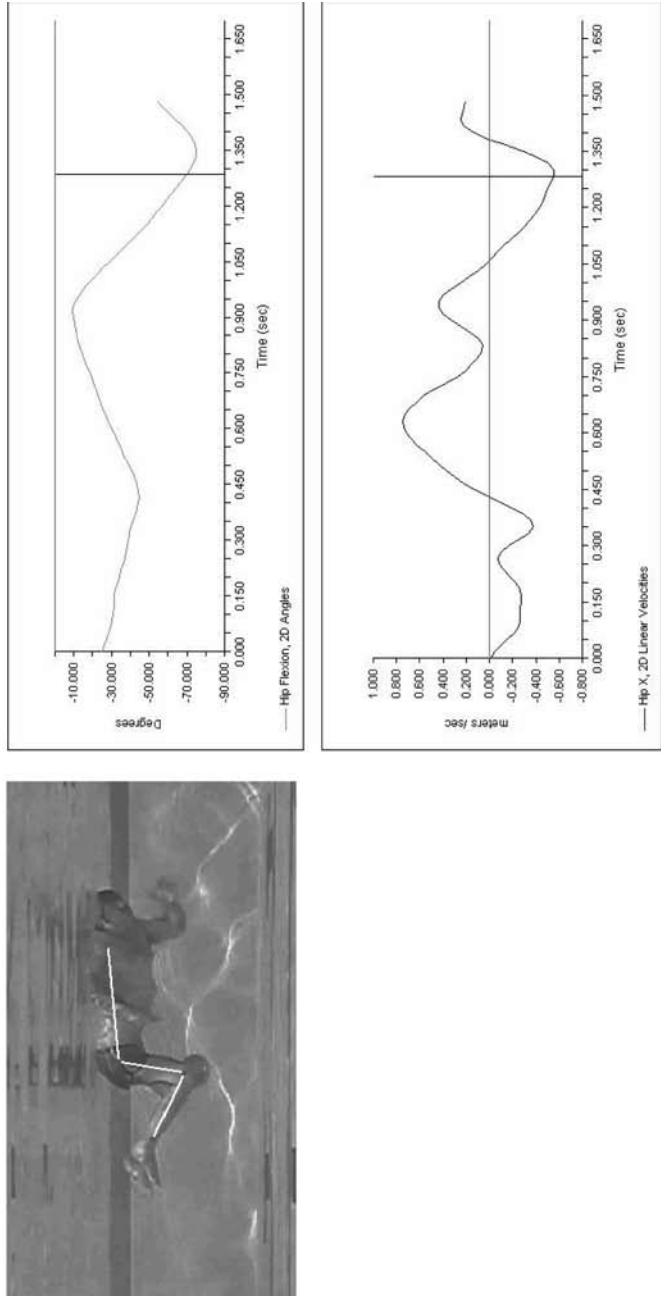 -10.000
-30.000
-50.000
-70.000
-90.000
Degrees
0.000 0.150 0.300 0.450 0.600 0.750 0.900 1.050 1.200 1.350 1.500 1.650
Time (sec)
Hip Flexion, 2D Angles
1.000
0.800
0.600
0.400
0.200
0.000
-0.200
-0.400
-0.600
-0.800
meters /sec
0.000 0.150 0.300 0.450 0.600 0.750 0.900 1.050 1.200 1.350 1.500 1.650
Time (sec)
Hip X, 2D Linear Velocities